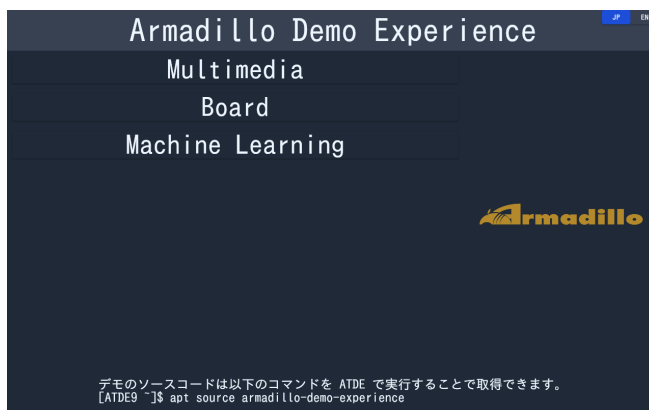 Armadillo Demo Experience
JP EN
Multimedia
Board
Machine Learning
Armadillo
デモのソースコードは以下のコマンドを ATDE で実行することで取得できます。
[ATDE9 ~]$ apt source armadillo-demo-experience